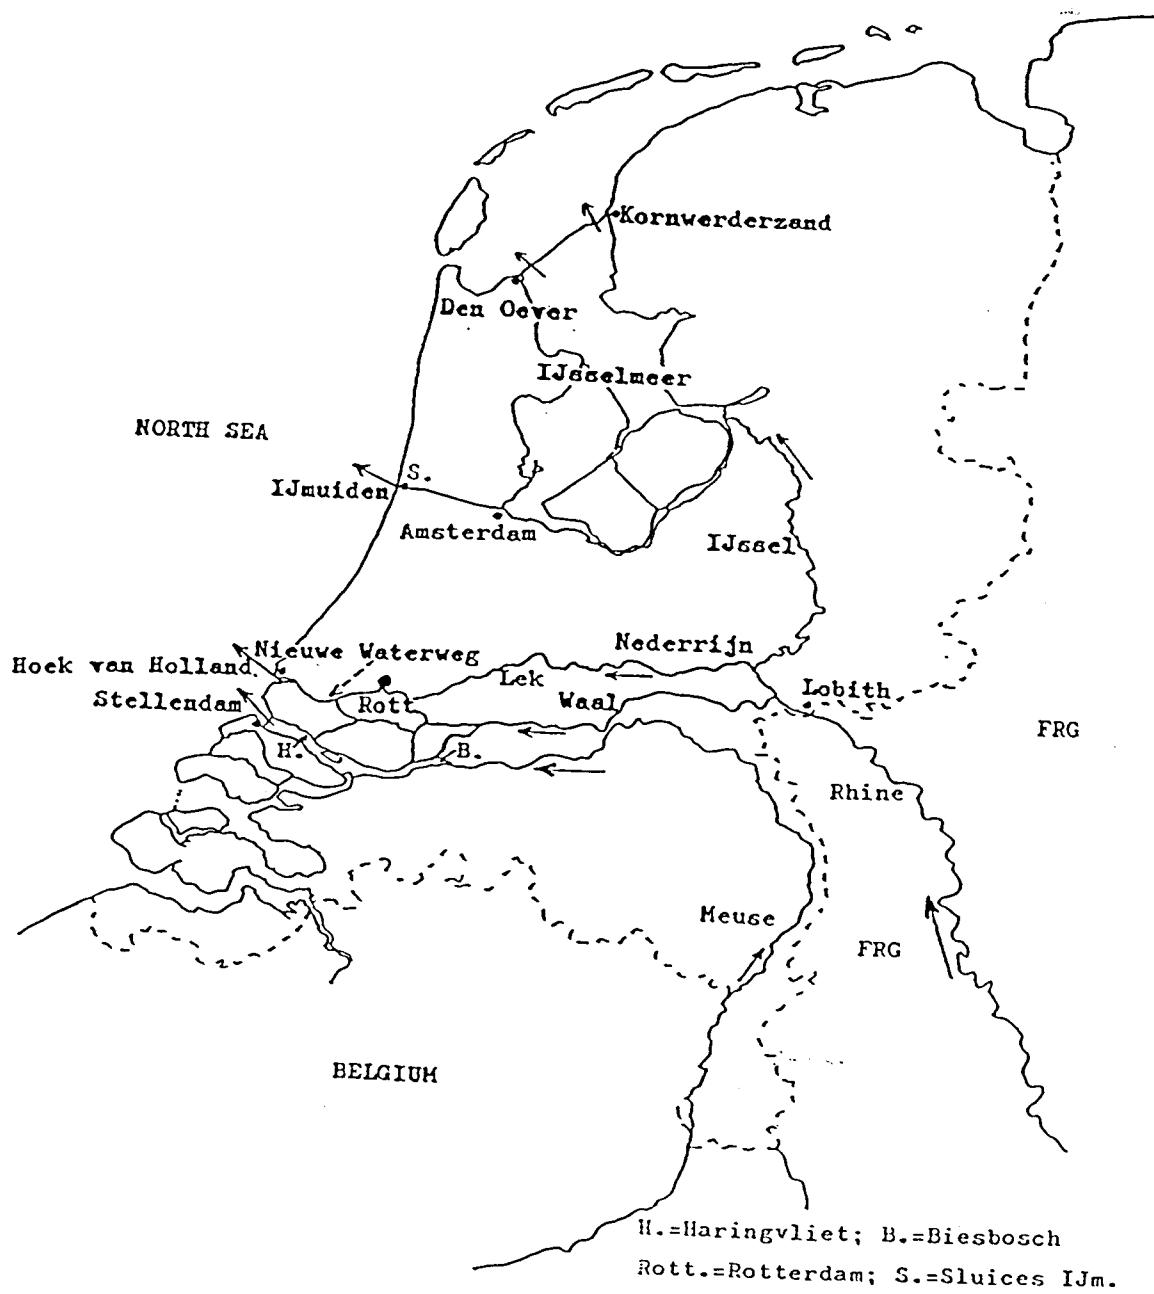 Kornwerderzand
Den Oever
IJsselmeer
NORTH SEA
S.
IJmuiden
Amsterdam
IJssel
Nieuwe Waterweg
Nederrijn
Hoek van Holland
Lek
Lobith
Stellendam
Rott
Waal
FRG
H.
B.
Rhine
Meuse
FRG
BELGIUM
H.=Haringvliet; B.=Biesbosch
Rott.=Rotterdam; S.=Sluices IJm.